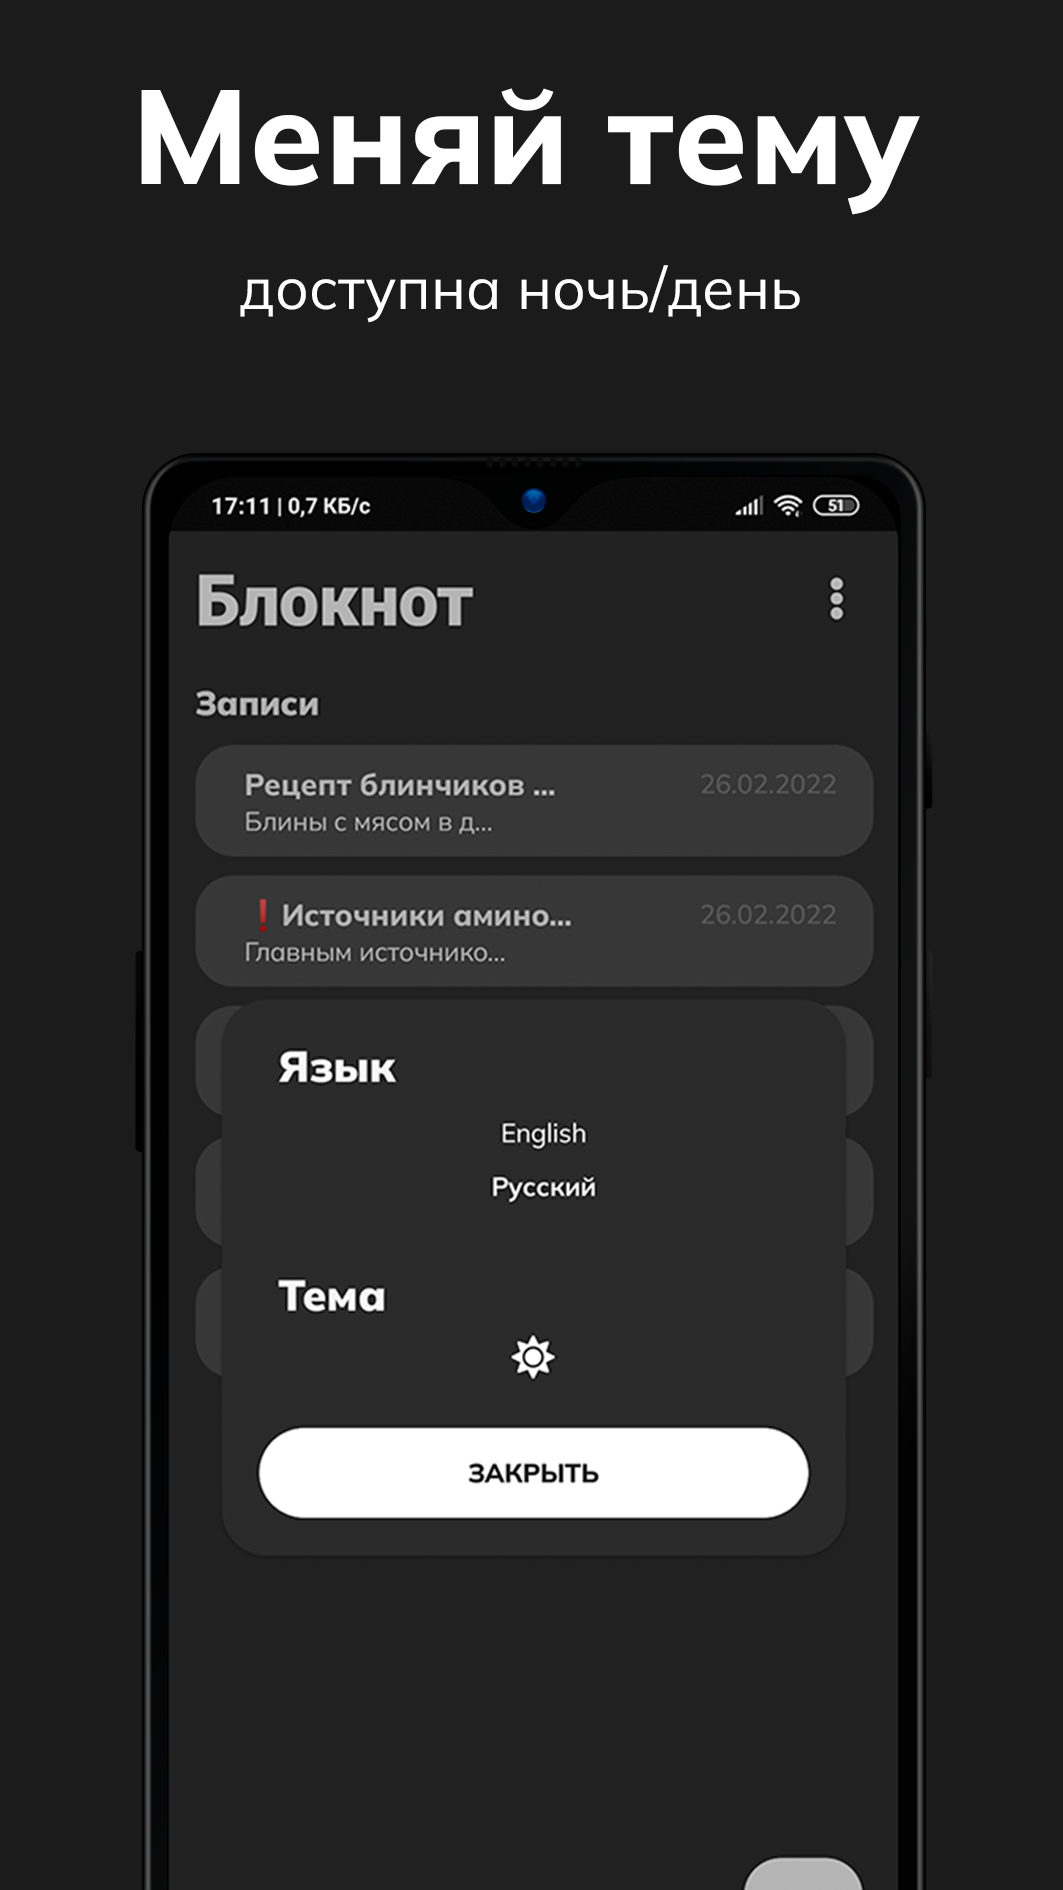 Меняй тему
доступна ночь/день
17:11 | 0,7 КБ/с
51
Блокнот
Записи
Рецепт блинчиков ...
26.02.2022
Блины с мясом в д...
❗Источники амино...
26.02.2022
Главным источнико...
Язык
English
Русский
Тема
ЗАКРЫТЬ